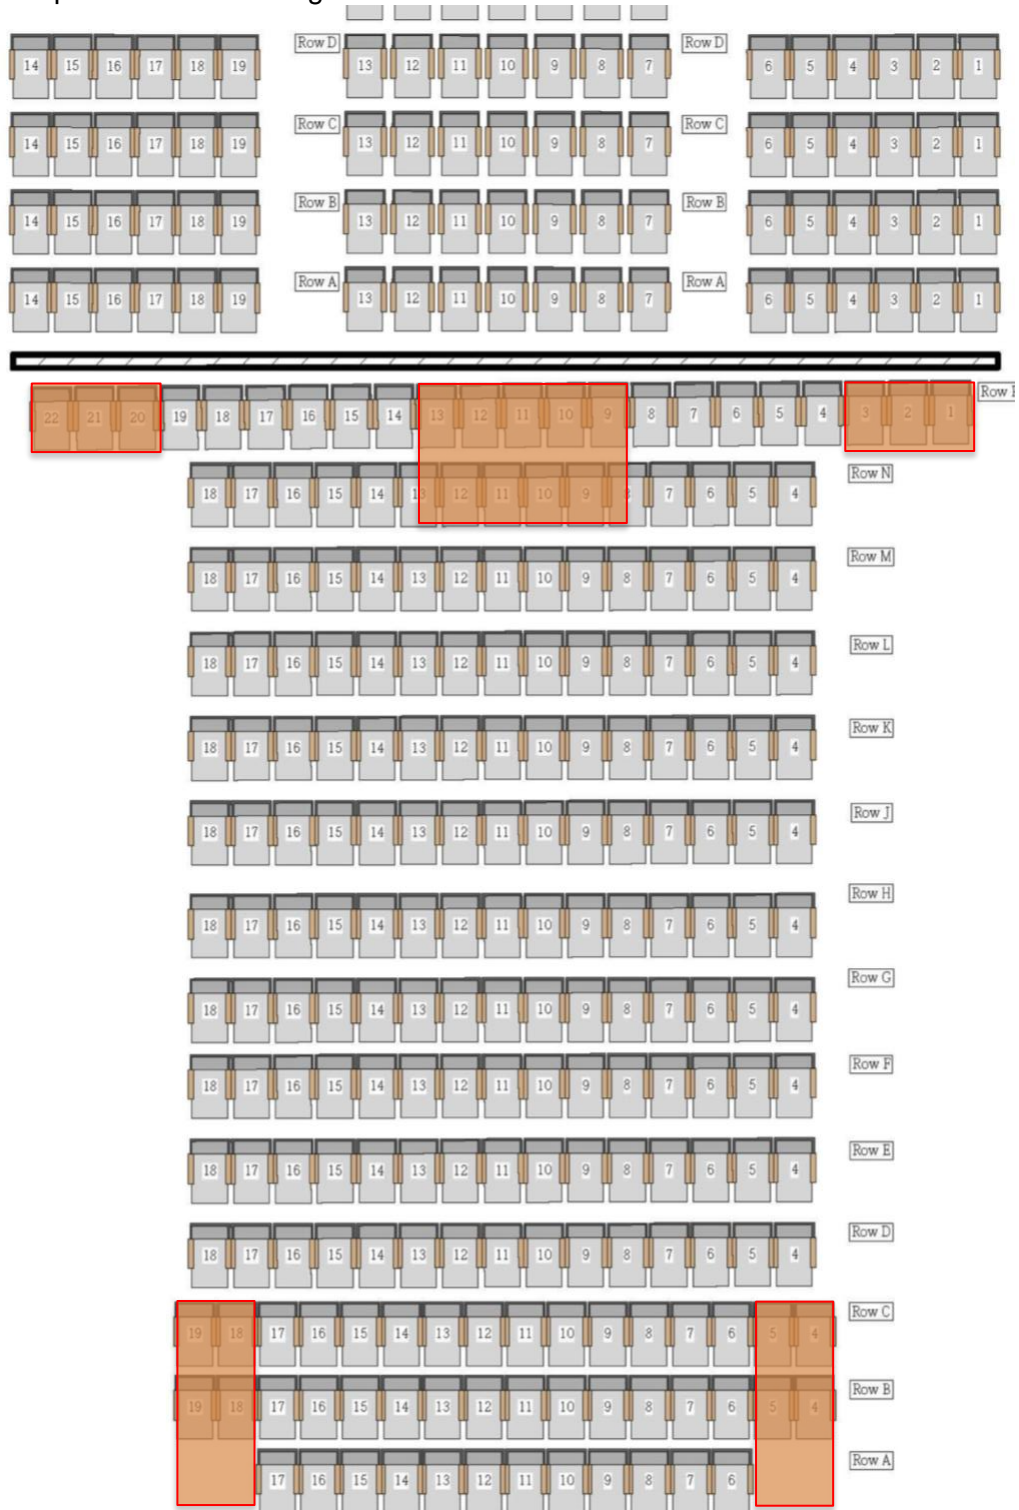 Row D Row D
14 15 16 17 18 19 13 12 11 10 9 8 7 6 5 4 3 2 1
Row C Row C
14 15 16 17 18 19 13 12 11 10 9 8 7 6 5 4 3 2 1
Row B Row B
14 15 16 17 18 19 13 12 11 10 9 8 7 6 5 4 3 2 1
Row A Row A
14 15 16 17 18 19 13 12 11 10 9 8 7 6 5 4 3 2 1
Row
22 21 20 19 18 17 16 15 14 13 12 11 10 9 8 7 6 5 4 3 2 1
Row N
18 17 16 15 14 13 12 11 10 9 8 7 6 5 4
Row M
18 17 16 15 14 13 12 11 10 9 8 7 6 5 4
Row L
18 17 16 15 14 13 12 11 10 9 8 7 6 5 4
Row K
18 17 16 15 14 13 12 11 10 9 8 7 6 5 4
Row J
18 17 16 15 14 13 12 11 10 9 8 7 6 5 4
Row H
18 17 16 15 14 13 12 11 10 9 8 7 6 5 4
Row G
18 17 16 15 14 13 12 11 10 9 8 7 6 5 4
Row F
18 17 16 15 14 13 12 11 10 9 8 7 6 5 4
Row E
18 17 16 15 14 13 12 11 10 9 8 7 6 5 4
Row D
18 17 16 15 14 13 12 11 10 9 8 7 6 5 4
Row C
19 18 17 16 15 14 13 12 11 10 9 8 7 6 5 4
Row B
19 18 17 16 15 14 13 12 11 10 9 8 7 6 5 4
Row A
17 16 15 14 13 12 11 10 9 8 7 6